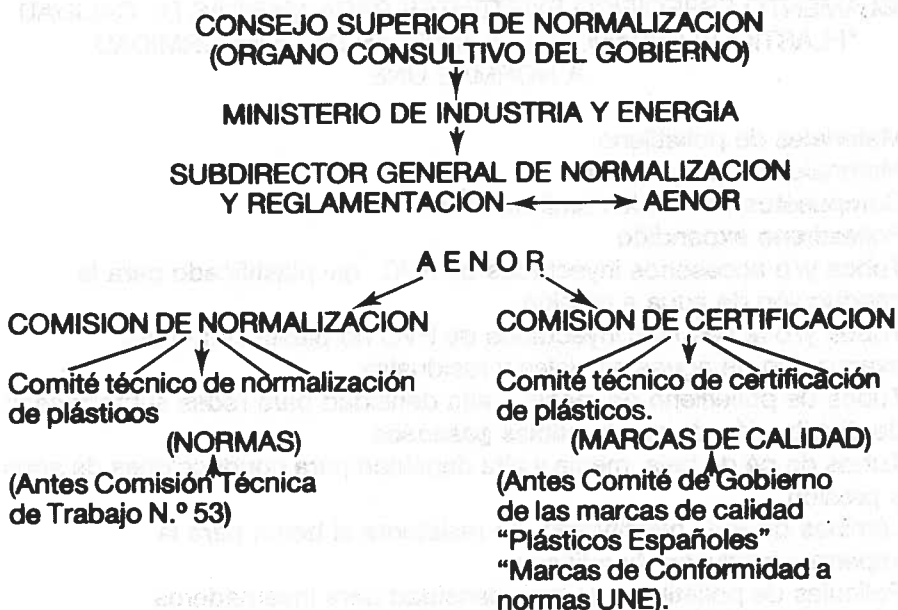 CONSEJO SUPERIOR DE NORMALIZACION
(ORGANO CONSULTIVO DEL GOBIERNO)
MINISTERIO DE INDUSTRIA Y ENERGIA
SUBDIRECTOR GENERAL DE NORMALIZACION
Y REGLAMENTACION AENOR
A E N O R
COMISION DE NORMALIZACION
Comité técnico de normalización
de plásticos
(NORMAS)
(Antes Comisión Técnica
de Trabajo N.º 53)
COMISION DE CERTIFICACION
Comité técnico de certificación
de plásticos.
(MARCAS DE CALIDAD)
(Antes Comité de Gobierno
de las marcas de calidad
"Plásticos Españoles"
"Marcas de Conformidad a
normas UNE).